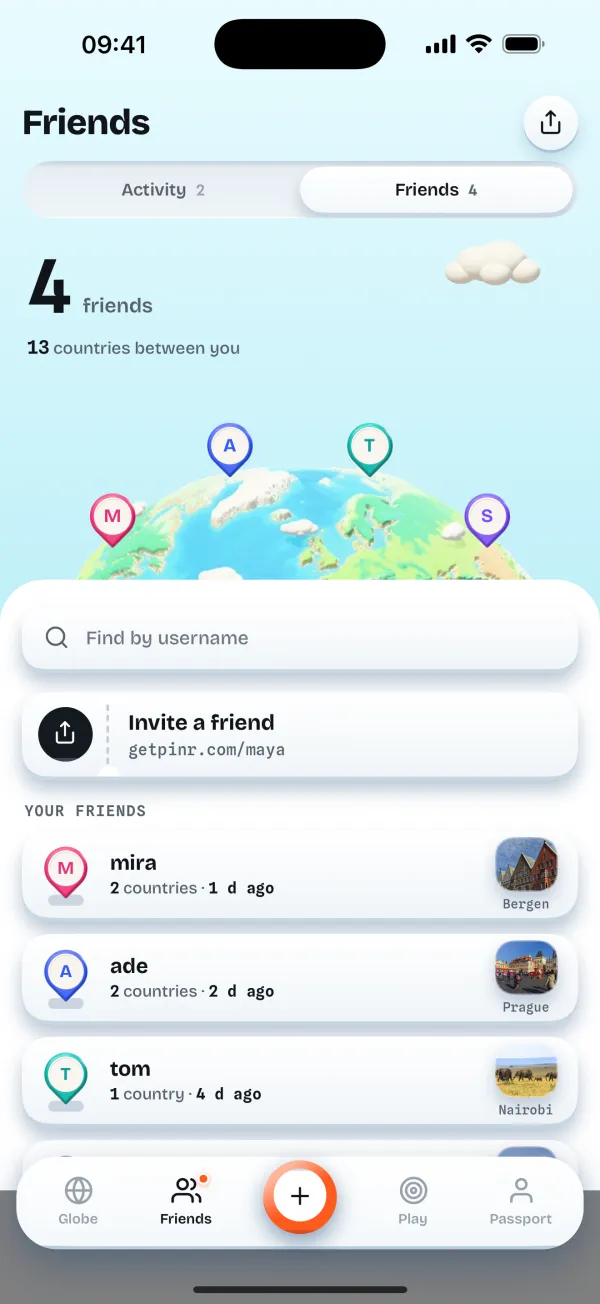 09:41
Friends
Activity 2
Friends 4
4 friends
13 countries between you
A
T
M
S
Find by username
Invite a friend
getpinr.com/maya
YOUR FRIENDS
M
mira
2 countries · 1 d ago
Bergen
A
ade
2 countries · 2 d ago
Prague
T
tom
1 country · 4 d ago
Nairobi
Globe
Friends
Play
Passport